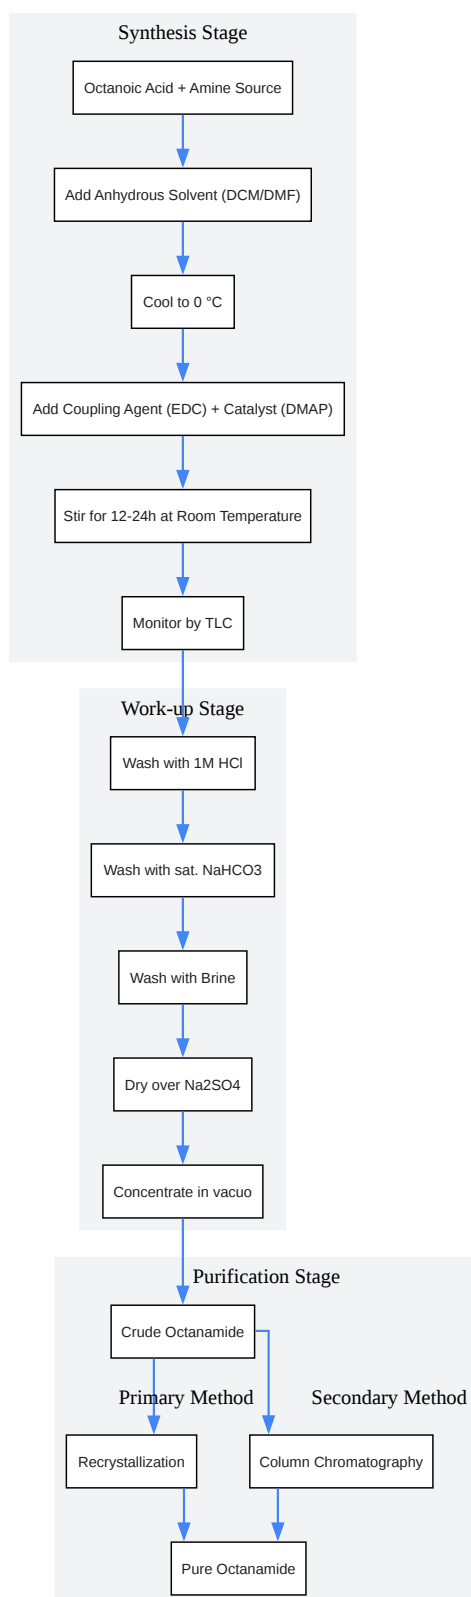 Synthesis Stage
Octanoic Acid + Amine Source
Add Anhydrous Solvent (DCM/DMF)
Cool to 0 °C
Add Coupling Agent (EDC) + Catalyst (DMAP)
Stir for 12-24h at Room Temperature
Monitor by TLC
Work-up Stage
Wash with 1M HCl
Wash with sat. NaHCO3
Wash with Brine
Dry over Na2SO4
Concentrate in vacuo
Purification Stage
Crude Octanamide
Primary Method
Secondary Method
Recrystallization
Column Chromatography
Pure Octanamide